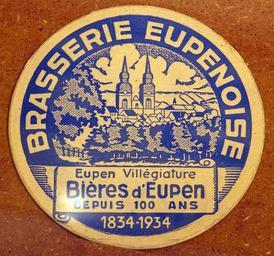 BRASSERIE EUPENOISE
Eupen Villégiature
Bières d'Eupen
DEPUIS 100 ANS
1834-1934